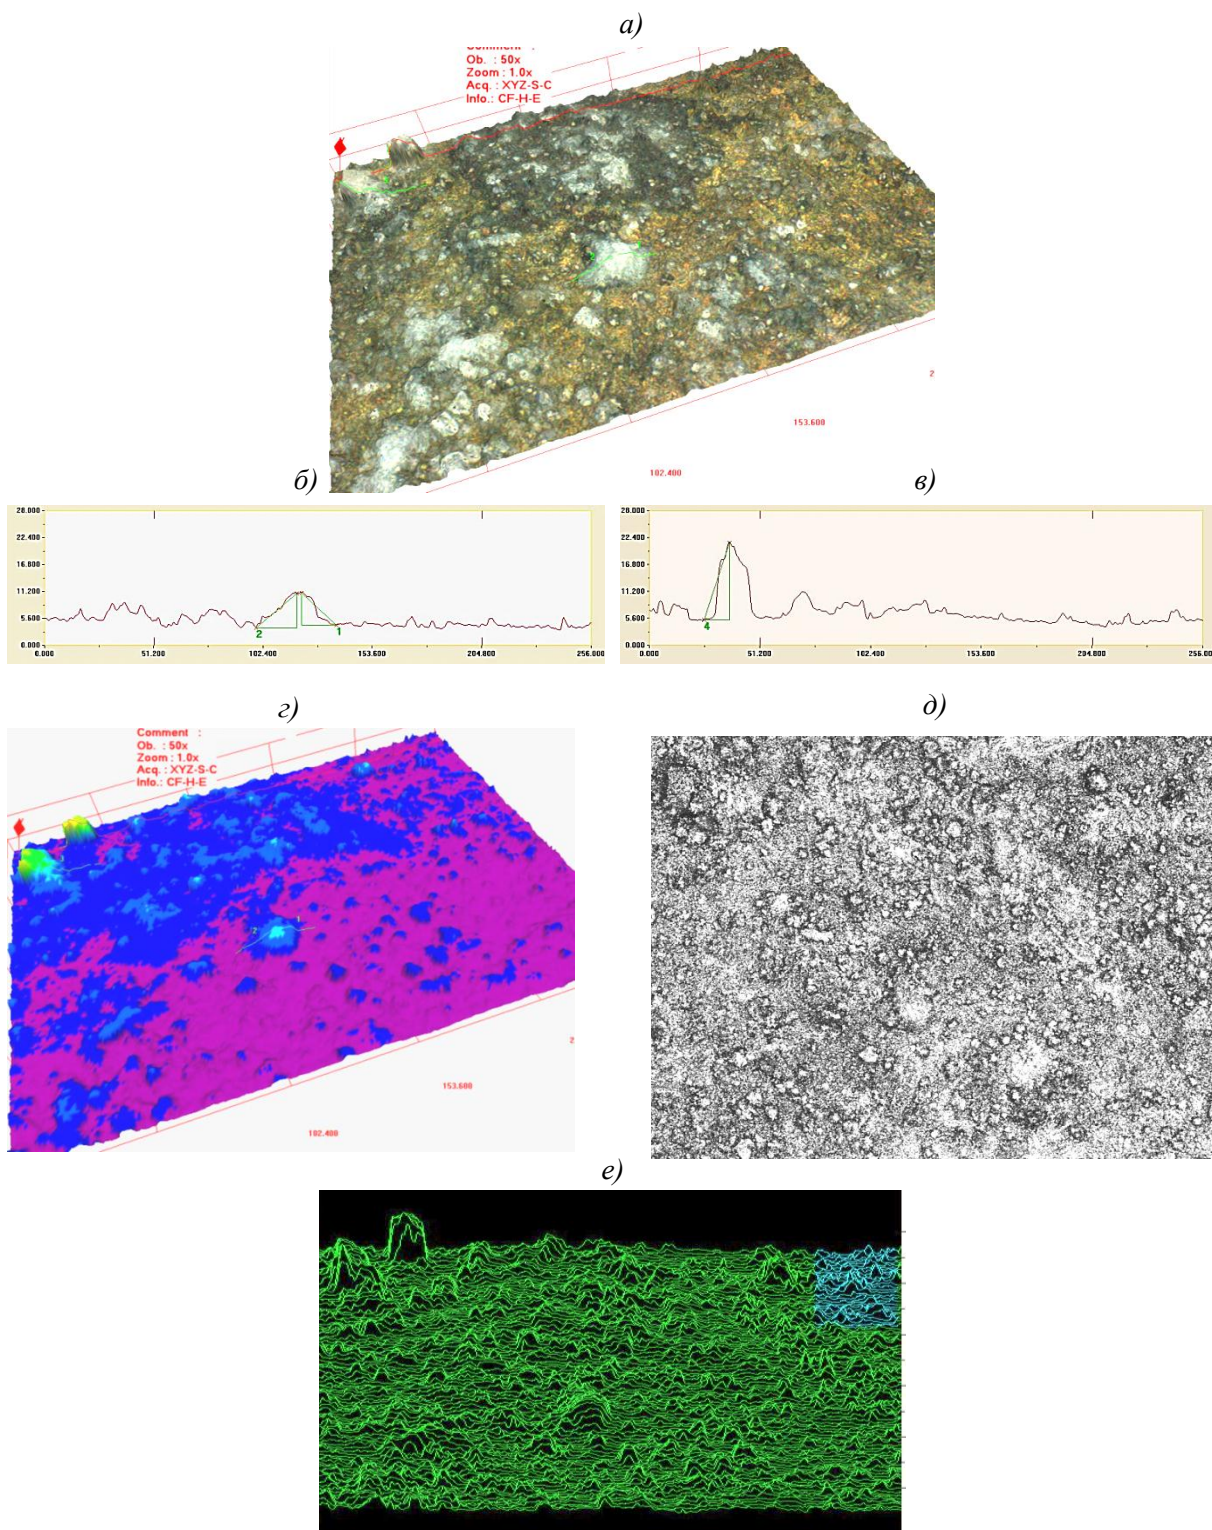 а)
Comment :
Ob. : 50x
Zoom : 1.0x
Acq. : XYZ-S-C
Info.: CF-H-E
2
153.600
102.400
б)
в)
28.000
22.400
16.800
11.200
5.600
0.000
2
1
0.000
51.200
102.400
153.600
204.800
256.000
28.000
22.400
16.800
11.200
5.600
0.000
4
0.000
51.200
102.400
153.600
204.800
256.000
г)
д)
Comment :
Ob. : 50x
Zoom : 1.0x
Acq. : XYZ-S-C
Info.: CF-H-E
2
1
2
153.600
102.400
е)